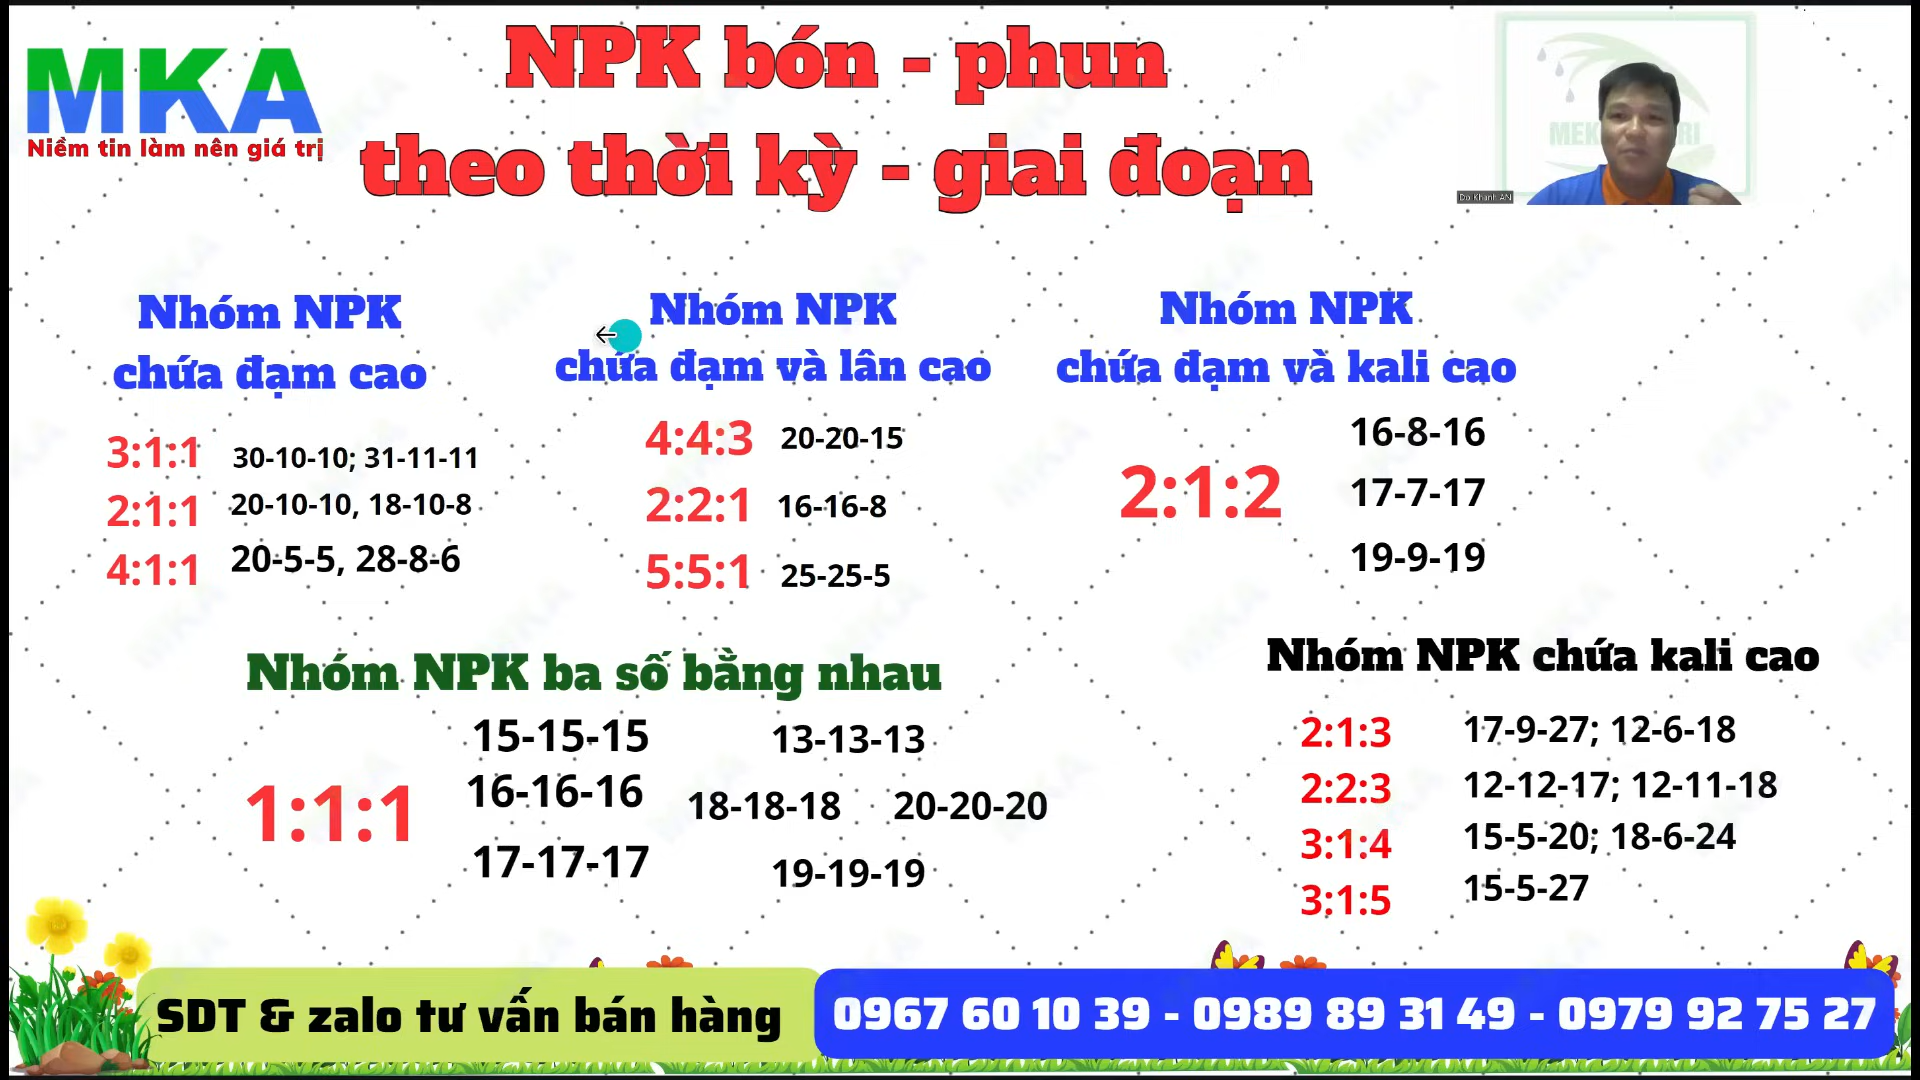 MKA
Niềm tin làm nên giá trị
NPK bón - phun
theo thời kỳ - giai đoạn
Do Khanh AN
Nhóm NPK
chứa đạm cao
3:1:1 30-10-10; 31-11-11
2:1:1 20-10-10, 18-10-8
4:1:1 20-5-5, 28-8-6
Nhóm NPK
chứa đạm và lân cao
4:4:3 20-20-15
2:2:1 16-16-8
5:5:1 25-25-5
Nhóm NPK
chứa đạm và kali cao
2:1:2
16-8-16
17-7-17
19-9-19
Nhóm NPK ba số bằng nhau
1:1:1
15-15-15 13-13-13
16-16-16 18-18-18 20-20-20
17-17-17 19-19-19
Nhóm NPK chứa kali cao
2:1:3 17-9-27; 12-6-18
2:2:3 12-12-17; 12-11-18
3:1:4 15-5-20; 18-6-24
3:1:5 15-5-27
SDT & zalo tư vấn bán hàng
0967 60 10 39 - 0989 89 31 49 - 0979 92 75 27